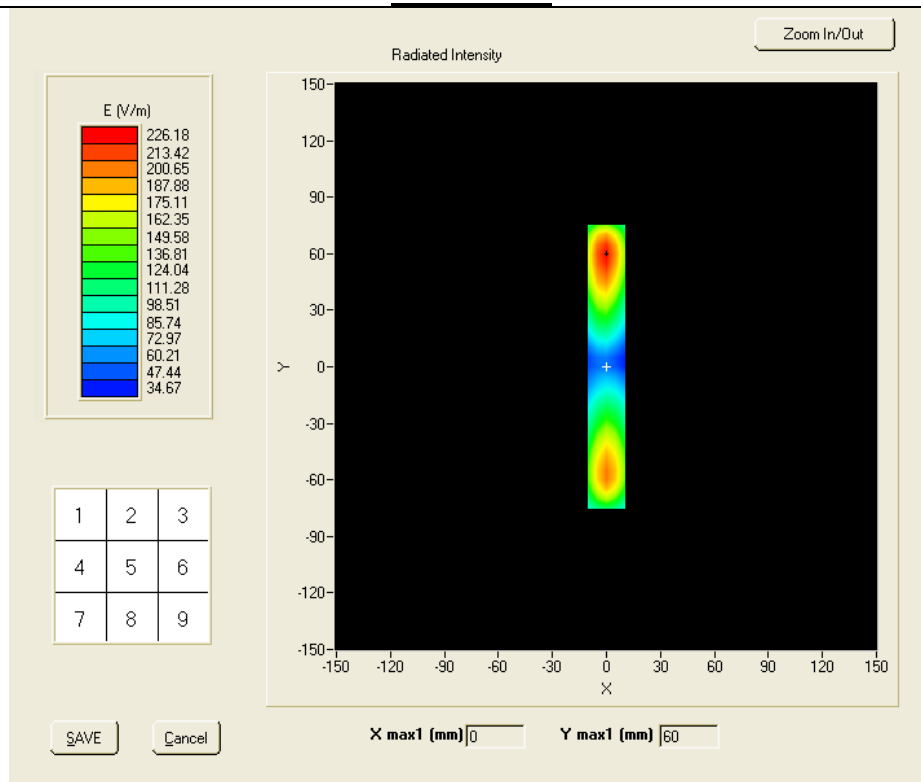 Zoom In/Out
Radiated Intensity
E (V/m)
226.18
213.42
200.65
187.88
175.11
162.35
149.58
136.81
124.04
111.28
98.51
85.74
72.97
60.21
47.44
34.67
150
120
90
60
30
0
-30
-60
-90
-120
-150
Y
-150 -120 -90 -60 -30 0 30 60 90 120 150
X
1 2 3
4 5 6
7 8 9
SAVE Cancel
X max1 (mm) 0 Y max1 (mm) 60